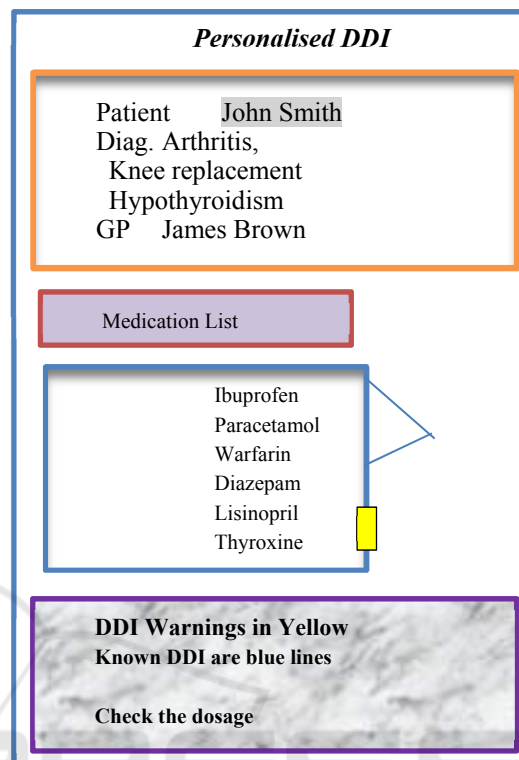 Personalised DDI
Patient John Smith
Diag. Arthritis,
Knee replacement
Hypothyroidism
GP James Brown
Medication List
Ibuprofen
Paracetamol
Warfarin
Diazepam
Lisinopril
Thyroxine
DDI Warnings in Yellow
Known DDI are blue lines
Check the dosage